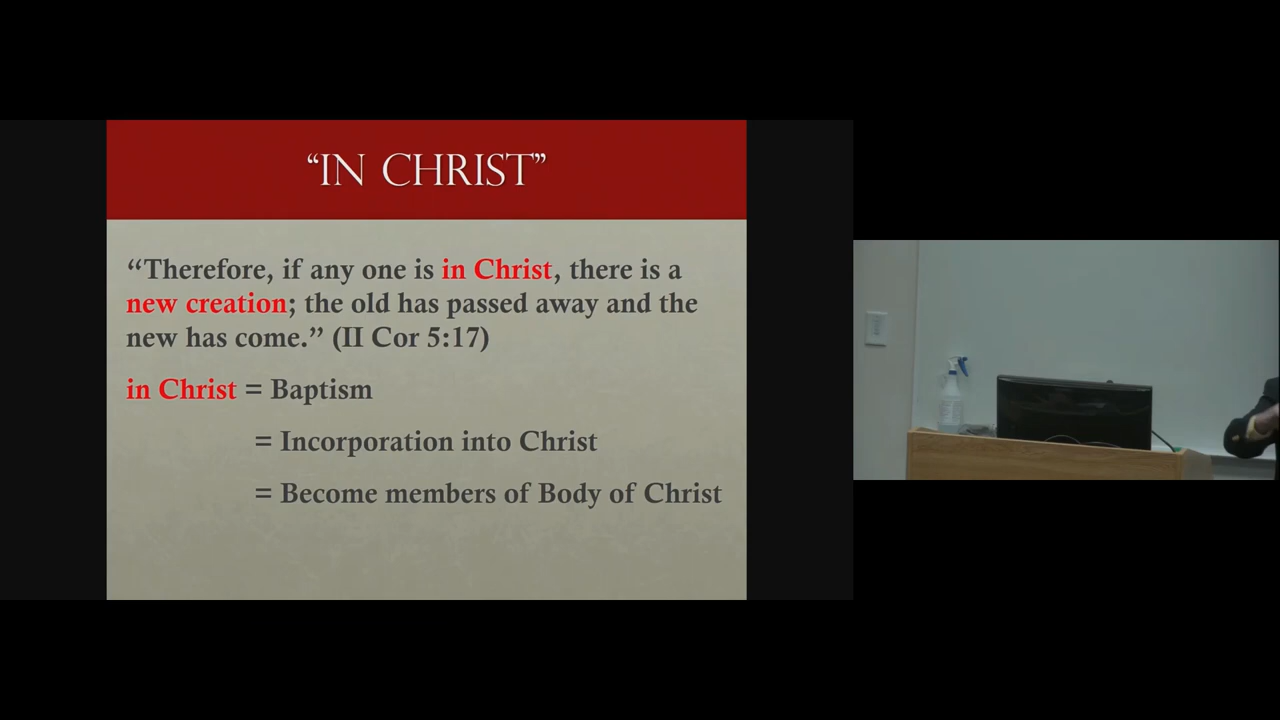 “IN CHRIST”
“Therefore, if any one is in Christ, there is a
new creation; the old has passed away and the
new has come.” (II Cor 5:17)
in Christ = Baptism
= Incorporation into Christ
= Become members of Body of Christ